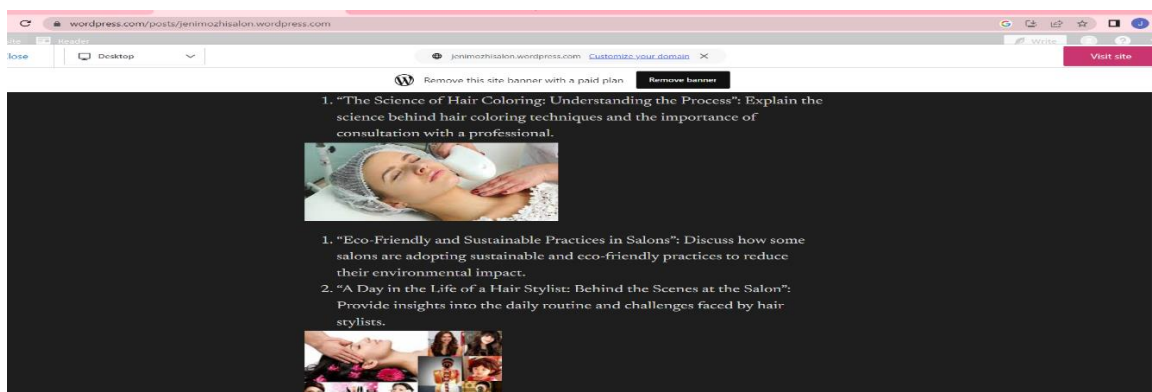 wordpress.com/posts/jenimozhisalon.wordpress.com
Reader
Write
Close
Desktop
jenimozhisalon.wordpress.com Customize your domain
Visit site
Remove this site banner with a paid plan
Remove banner
1. “The Science of Hair Coloring: Understanding the Process”: Explain the
science behind hair coloring techniques and the importance of
consultation with a professional.
1. “Eco-Friendly and Sustainable Practices in Salons”: Discuss how some
salons are adopting sustainable and eco-friendly practices to reduce
their environmental impact.
2. “A Day in the Life of a Hair Stylist: Behind the Scenes at the Salon”:
Provide insights into the daily routine and challenges faced by hair
stylists.